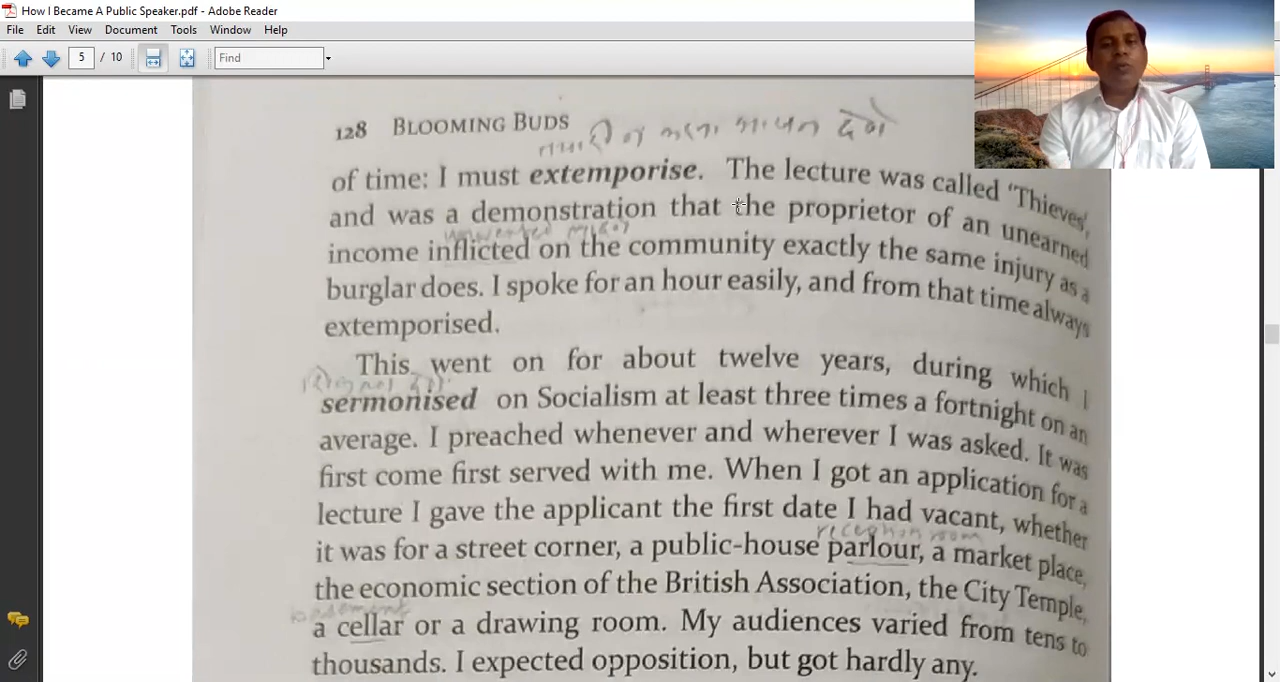 How I Became A Public Speaker.pdf - Adobe Reader
File Edit View Document Tools Window Help
5 / 10 Find
128 BLOOMING BUDS
of time: I must extemporise. The lecture was called 'Thieves',
and was a demonstration that the proprietor of an unearned
income inflicted on the community exactly the same injury as a
burglar does. I spoke for an hour easily, and from that time always
extemporised.
This went on for about twelve years, during which I
sermonised on Socialism at least three times a fortnight on an
average. I preached whenever and wherever I was asked. It was
first come first served with me. When I got an application for a
lecture I gave the applicant the first date I had vacant, whether
reception room
it was for a street corner, a public-house parlour, a market place,
the economic section of the British Association, the City Temple,
basement
a cellar or a drawing room. My audiences varied from tens to
thousands. I expected opposition, but got hardly any.